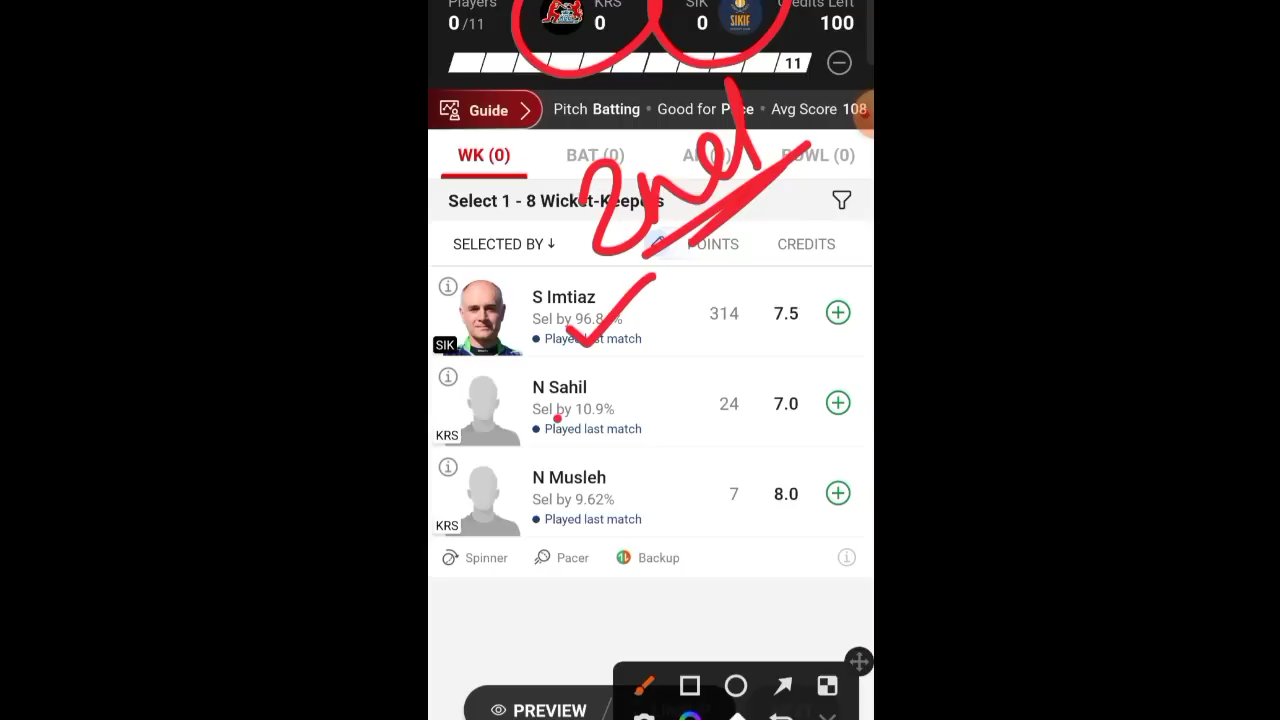 Players KRS SIK Credits Left
0/11 0 0 SIKIF 100
11
Guide Pitch Batting • Good for Pace • Avg Score 108
WK (0) BAT (0) AR (0) BOWL (0)
2nd
Select 1 - 8 Wicket-Keepers
SELECTED BY ↓ POINTS CREDITS
S Imtiaz
Sel by 96.8 % 314 7.5
SIK Played last match
N Sahil
Sel by 10.9% 24 7.0
KRS Played last match
N Musleh
Sel by 9.62% 7 8.0
KRS Played last match
Spinner Pacer Backup
PREVIEW